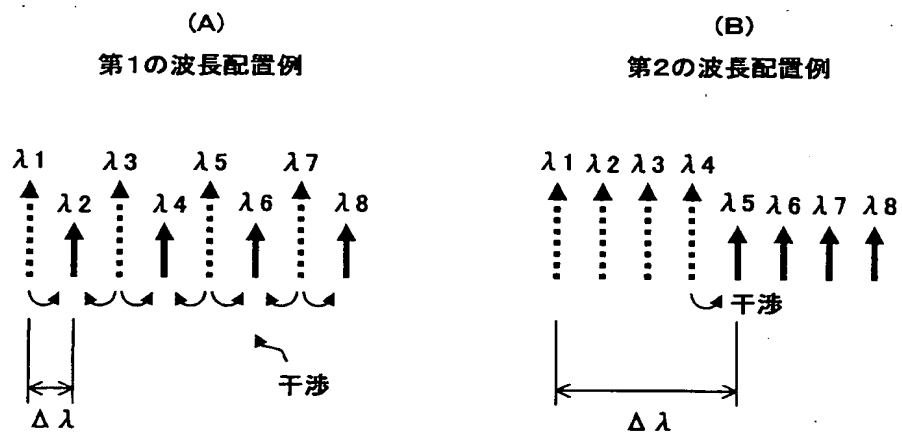 (A)
第1の波長配置例
λ1 λ3 λ5 λ7
λ2 λ4 λ6 λ8
干渉
Δλ
(B)
第2の波長配置例
λ1 λ2 λ3 λ4
λ5 λ6 λ7 λ8
干渉
Δλ